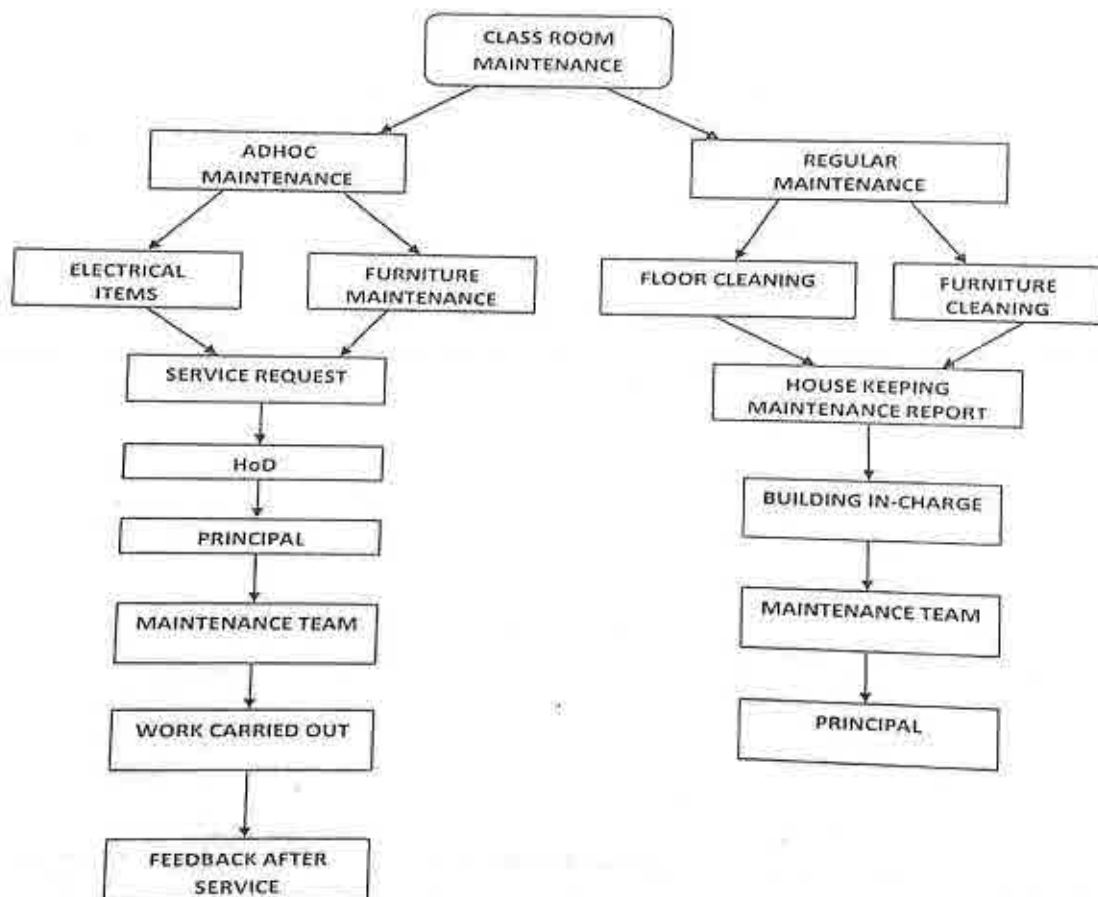 CLASS ROOM
MAINTENANCE
ADHOC
MAINTENANCE
REGULAR
MAINTENANCE
ELECTRICAL
ITEMS
FURNITURE
MAINTENANCE
FLOOR CLEANING
FURNITURE
CLEANING
SERVICE REQUEST
HOUSE KEEPING
MAINTENANCE REPORT
HoD
BUILDING IN-CHARGE
PRINCIPAL
MAINTENANCE TEAM
MAINTENANCE TEAM
WORK CARRIED OUT
PRINCIPAL
FEEDBACK AFTER
SERVICE